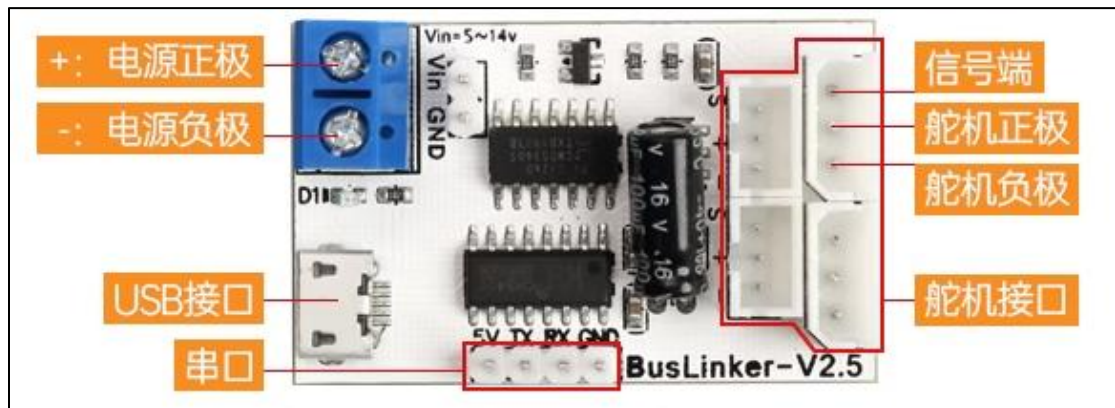 +: 电源正极
-: 电源负极
Vin=5~14v
Vin GND
D1
USB接口
串口
5V TX RX GND
BusLinker-V2.5
16 V
16 V
S
+
-
S
+
信号端
舵机正极
舵机负极
舵机接口